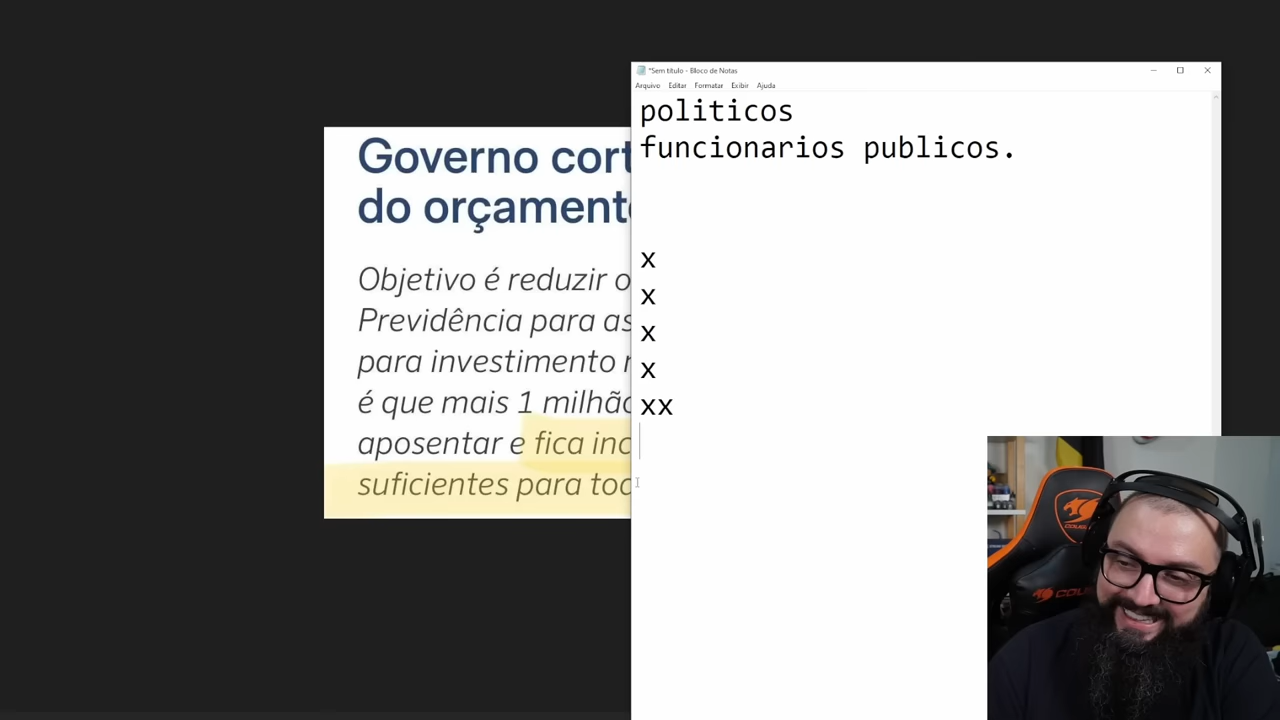 *Sem título - Bloco de Notas
Arquivo Editar Formatar Exibir Ajuda
politicos
funcionarios publicos.
x
x
x
x
xx
Governo cort
do orçament
Objetivo é reduzir o
Previdência para as
para investimento
é que mais 1 milhão
aposentar e fica inc
suficientes para tod
COUGAR